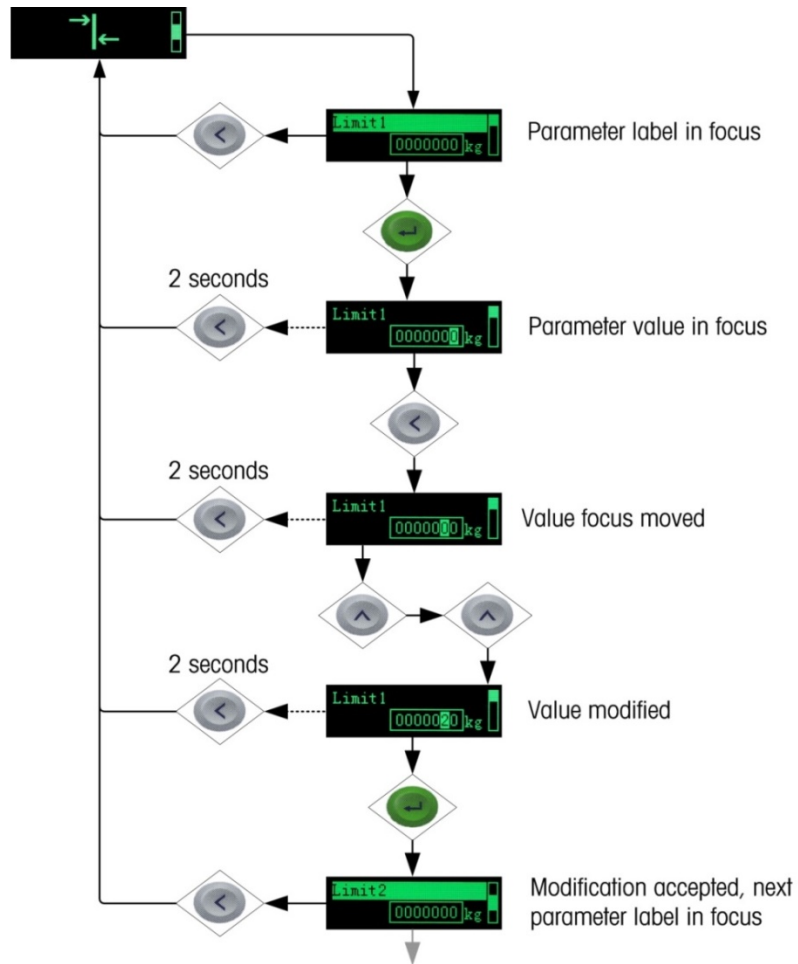 Limit1
0000000 kg
Parameter label in focus
2 seconds
Limit1
0000000 kg
Parameter value in focus
2 seconds
Limit1
0000000 kg
Value focus moved
2 seconds
Limit1
0000020 kg
Value modified
Limit2
0000000 kg
Modification accepted, next
parameter label in focus